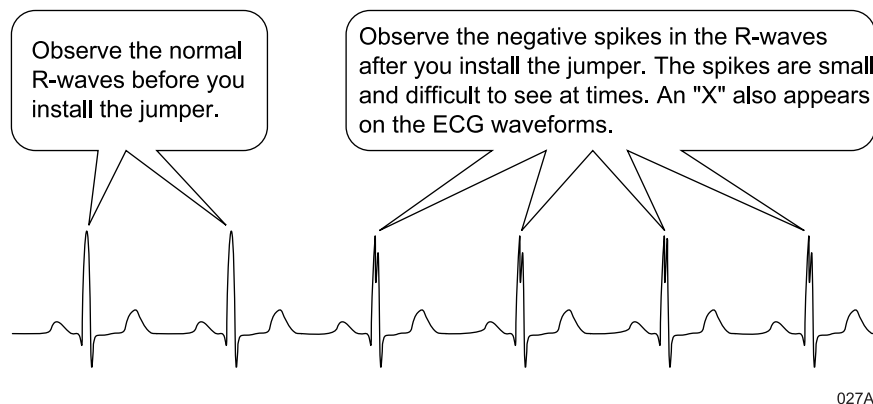 Observe the normal
R-waves before you
install the jumper.
Observe the negative spikes in the R-waves
after you install the jumper. The spikes are small
and difficult to see at times. An "X" also appears
on the ECG waveforms.
027A